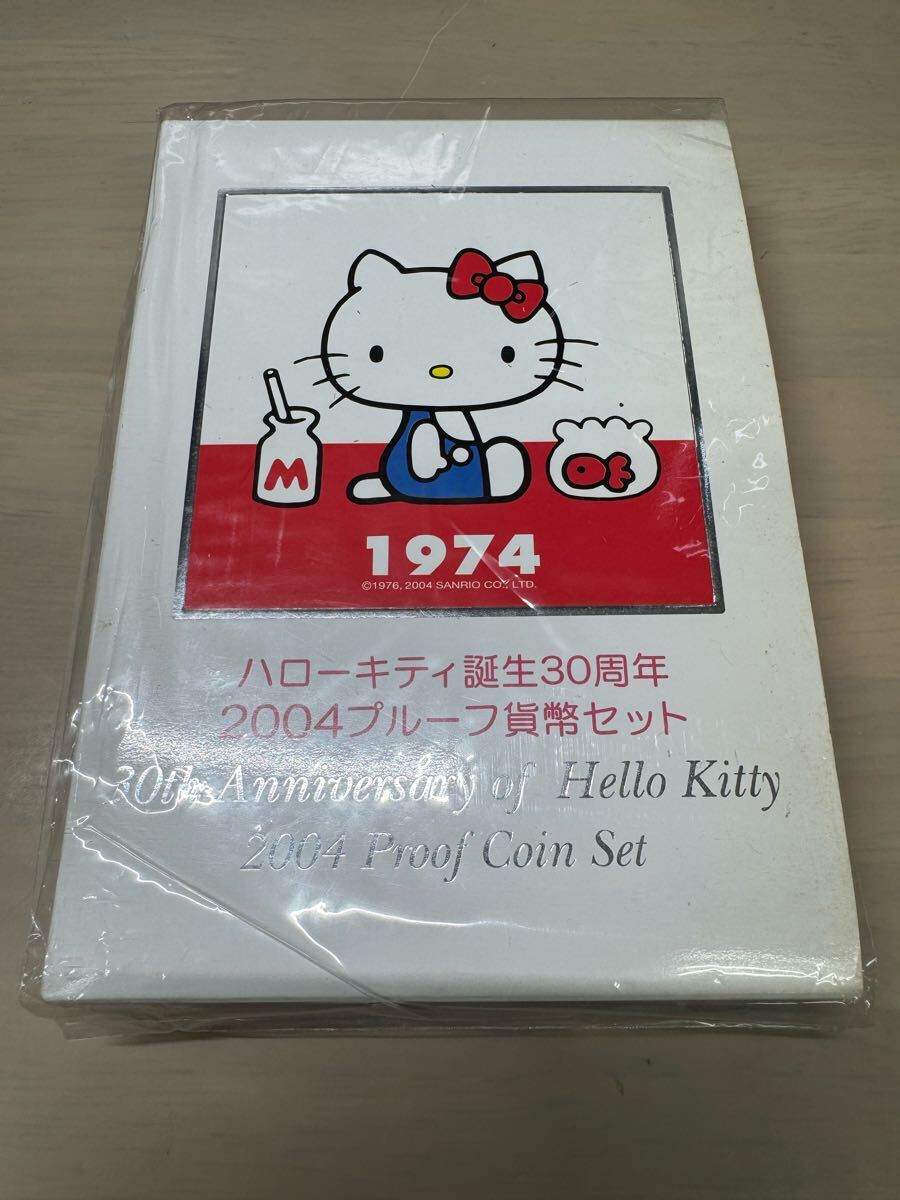 M
1974
©1976, 2004 SANRIO CO., LTD.
ハローキティ誕生30周年
2004プルーフ貨幣セット
30th Anniversary of Hello Kitty
2004 Proof Coin Set